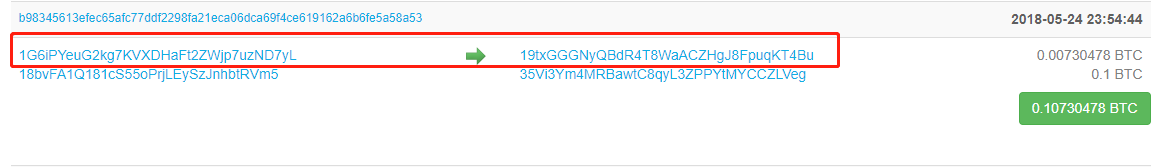 b98345613efec65afc77ddf2298fa21eca06dca69f4ce619162a6b6fe5a58a53 2018-05-24 23:54:44
1G6iPYeuG2kg7KVXDHaFt2ZWjp7uzND7yL 19txGGGNyQBdR4T8WaACZHgJ8FpuqKT4Bu 0.00730478 BTC
18bvFA1Q181cS55oPrjLEySzJnhbtRVm5 35Vi3Ym4MRBawtC8qyL3ZPPYtMYCCZLVeg 0.1 BTC
0.10730478 BTC